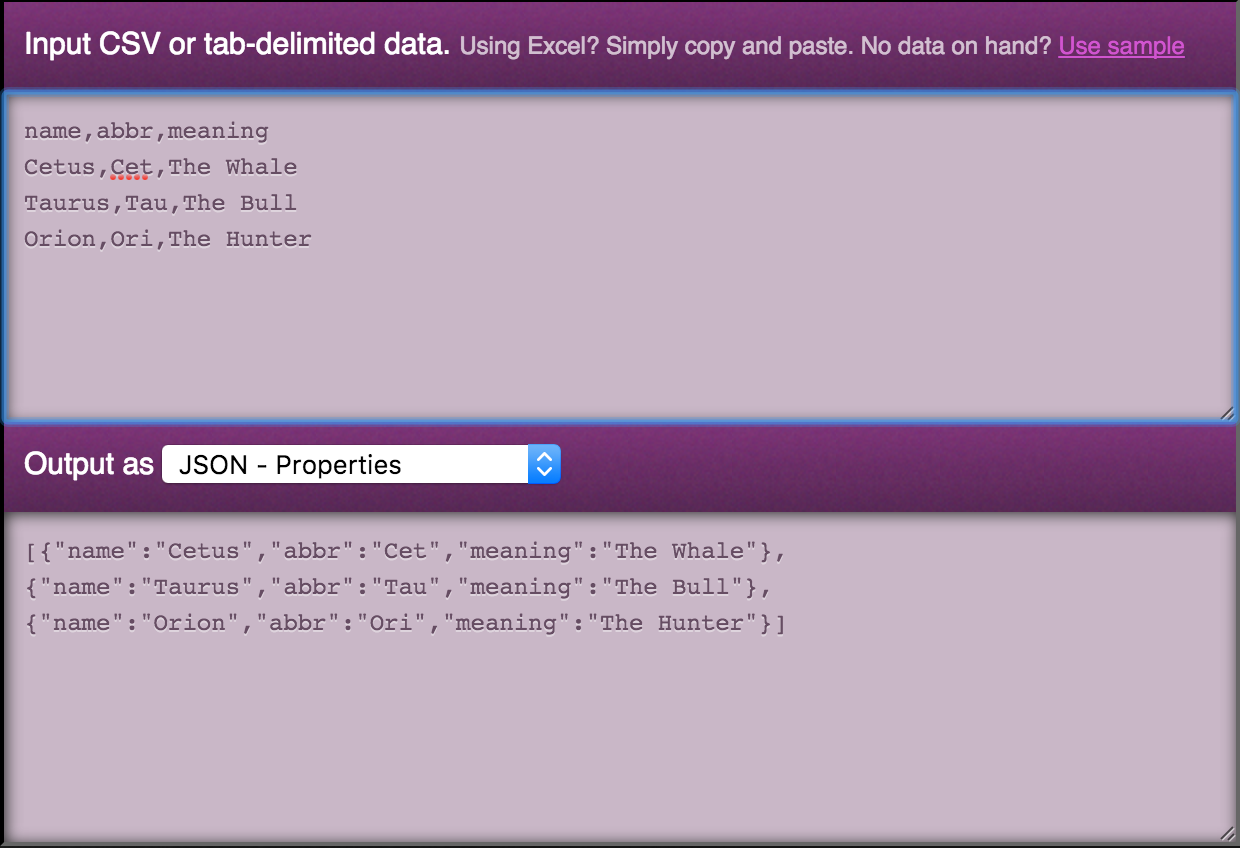 Input CSV or tab-delimited data. Using Excel? Simply copy and paste. No data on hand? Use sample
name,abbr,meaning
Cetus,Cet,The Whale
Taurus,Tau,The Bull
Orion,Ori,The Hunter
Output as JSON - Properties
[{"name":"Cetus","abbr":"Cet","meaning":"The Whale"},
{"name":"Taurus","abbr":"Tau","meaning":"The Bull"},
{"name":"Orion","abbr":"Ori","meaning":"The Hunter"}]